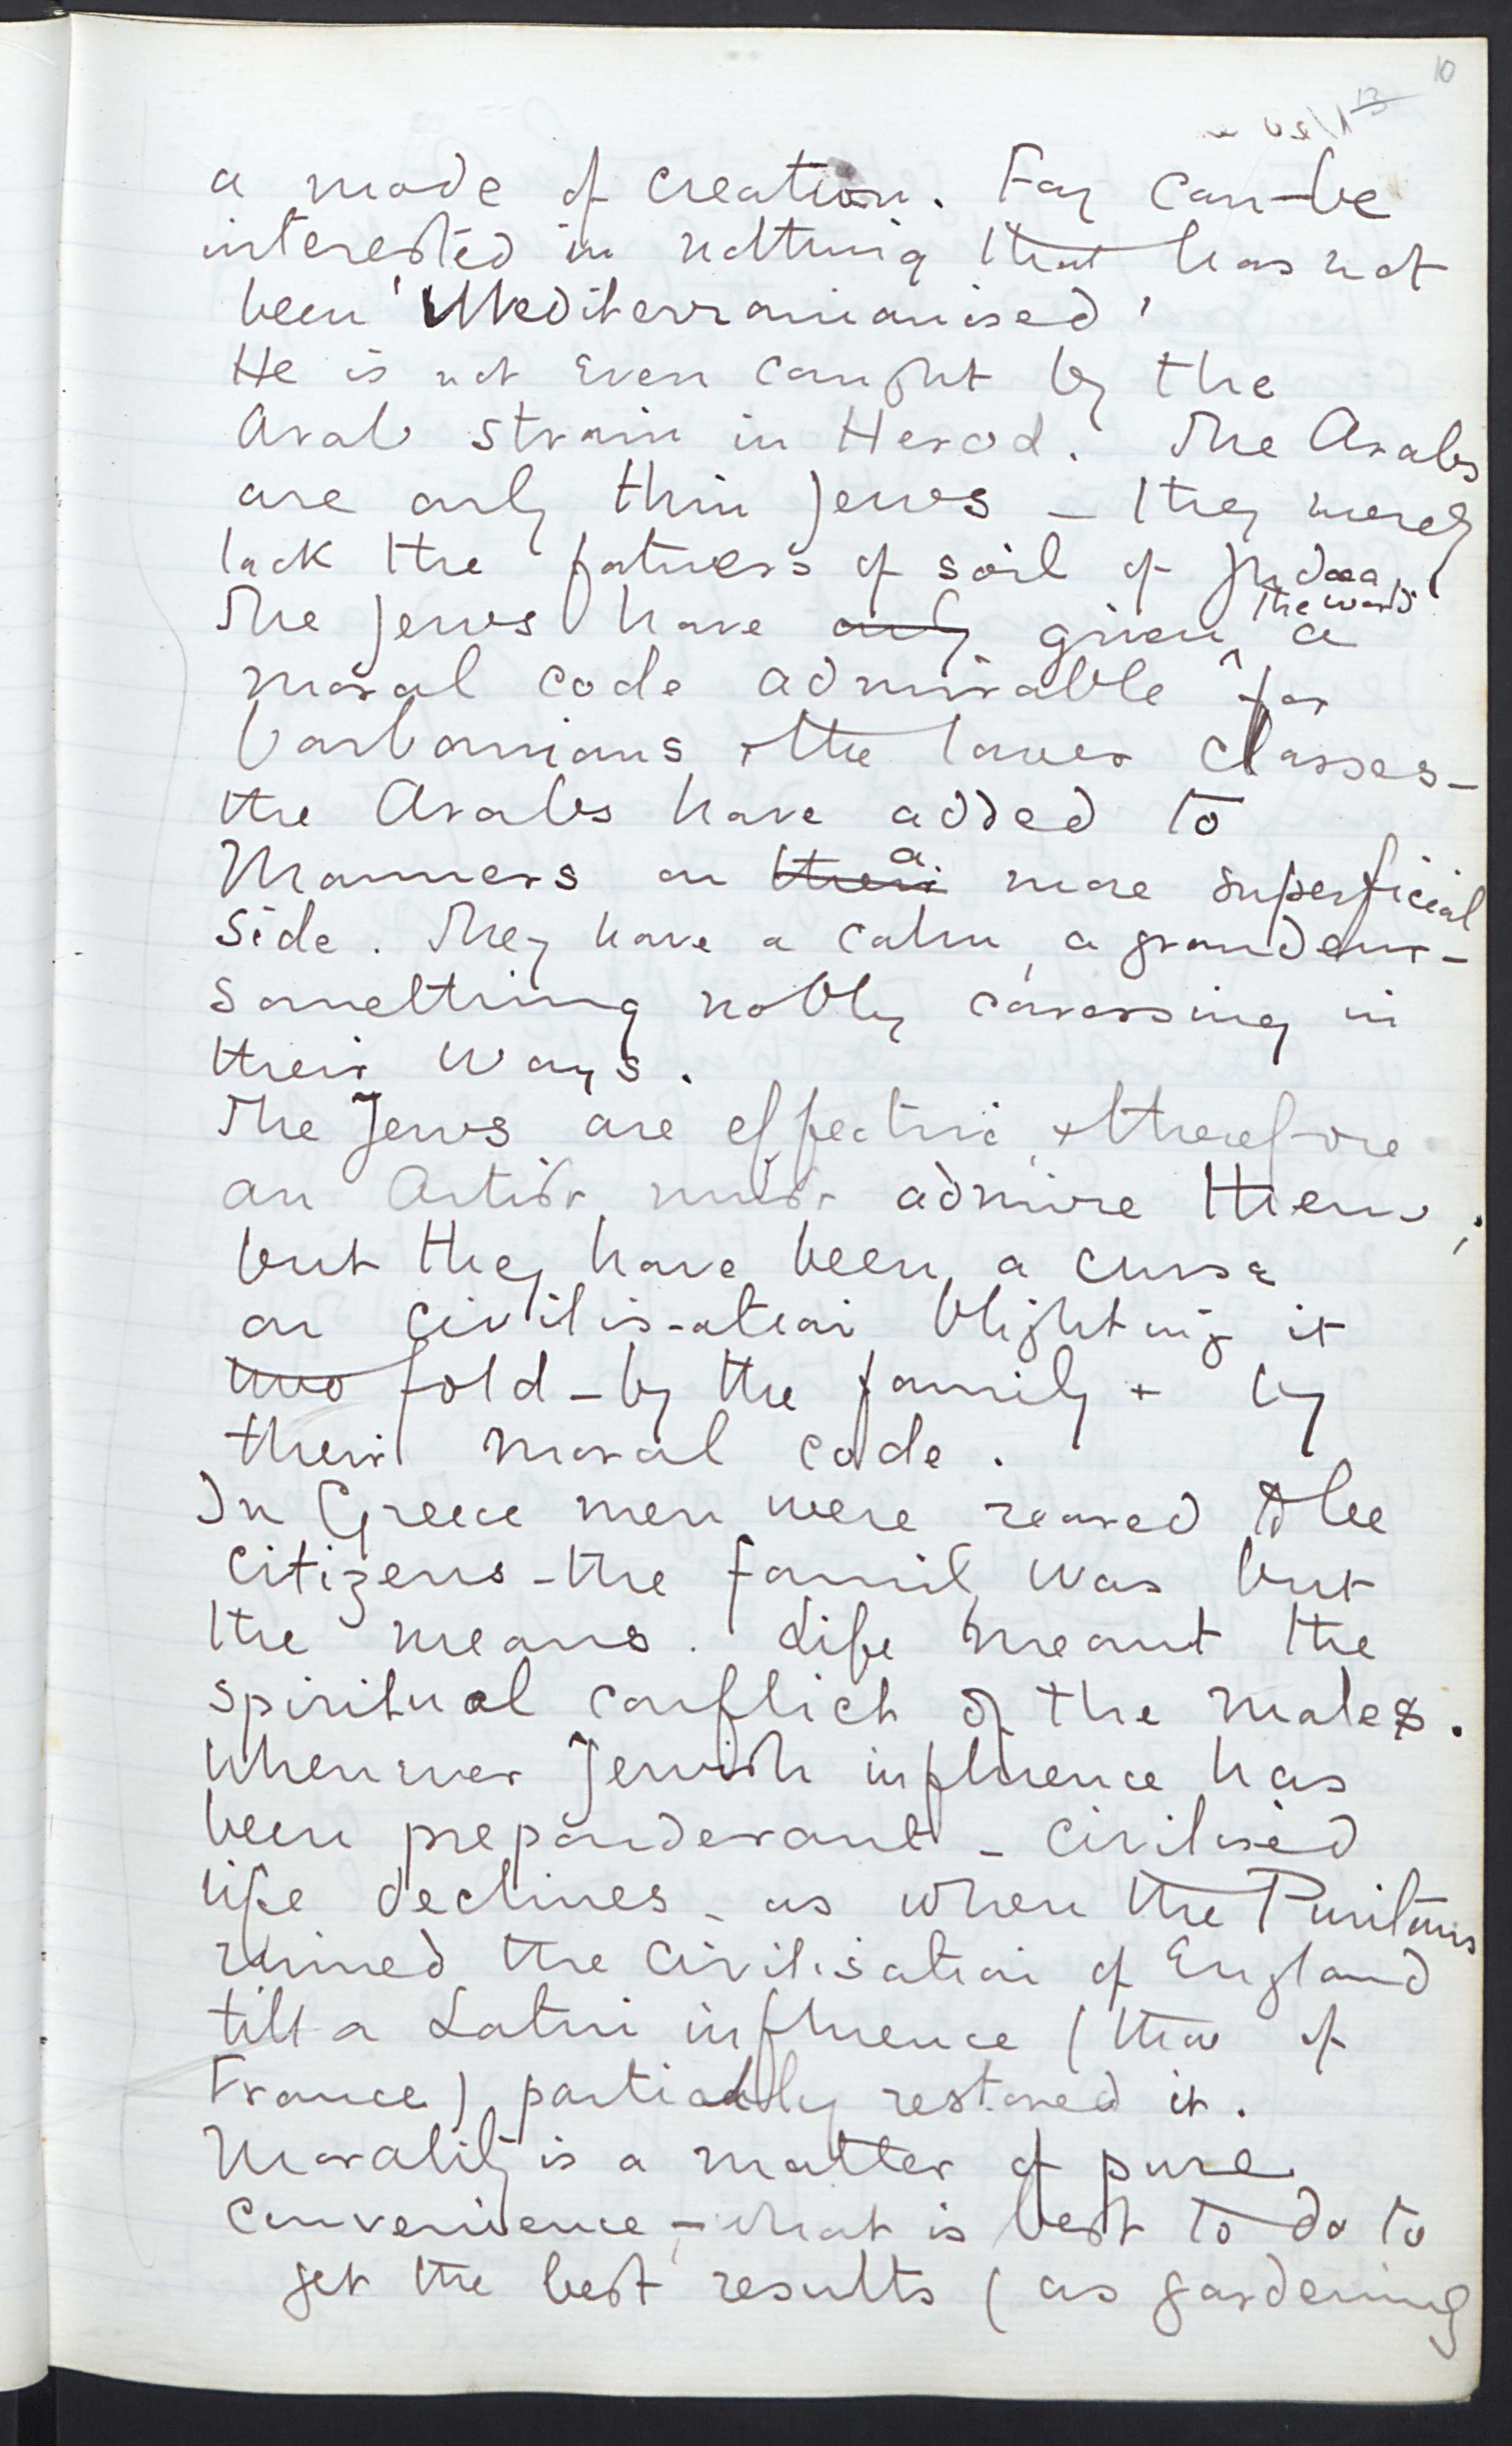 10
13
a mode of creation. Fay can be
interested in nothing that has not
been 'Mediterranianised'
He is not even caught by the
Arab strain in Herod. The Arabs
are only thin Jews – they merely
lack the fatness of soil of Judaea.
the world
The Jews have only given a
moral code admirable for
barbarians & the lower classes –
the Arabs have added to
a
Manners on their more superficial
side. They have a calm, a grandeur –
something nobly caressing in
their ways.
The Jews are effective, & therefore
an Artist must admire them;
but they have been a curse
on civilis-ation blighting it
two fold – by the family & by
their moral code.
In Greece men were reared to be
citizens – the family was but
the means. Life meant the
spiritual conflict of the males.
Whenever Jewish influence has
been preponderant – civilised
life declines – as when the Puritans
ruined the civilisation of England
till a Latin influence (that of
France) partially restored it.
Morality is a matter of pure
convenience – what is best to do to
get the best results (as gardening